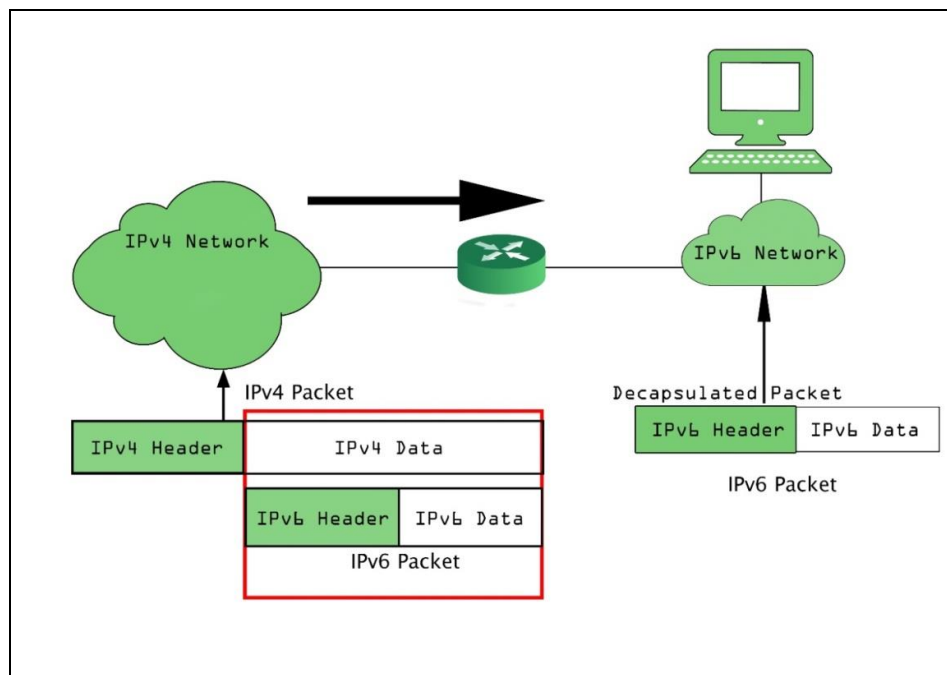 IPv4 Network
IPv6 Network
IPv4 Packet
Decapsulated Packet
IPv4 Header
IPv4 Data
IPv6 Header
IPv6 Data
IPv6 Packet
IPv6 Header
IPv6 Data
IPv6 Packet